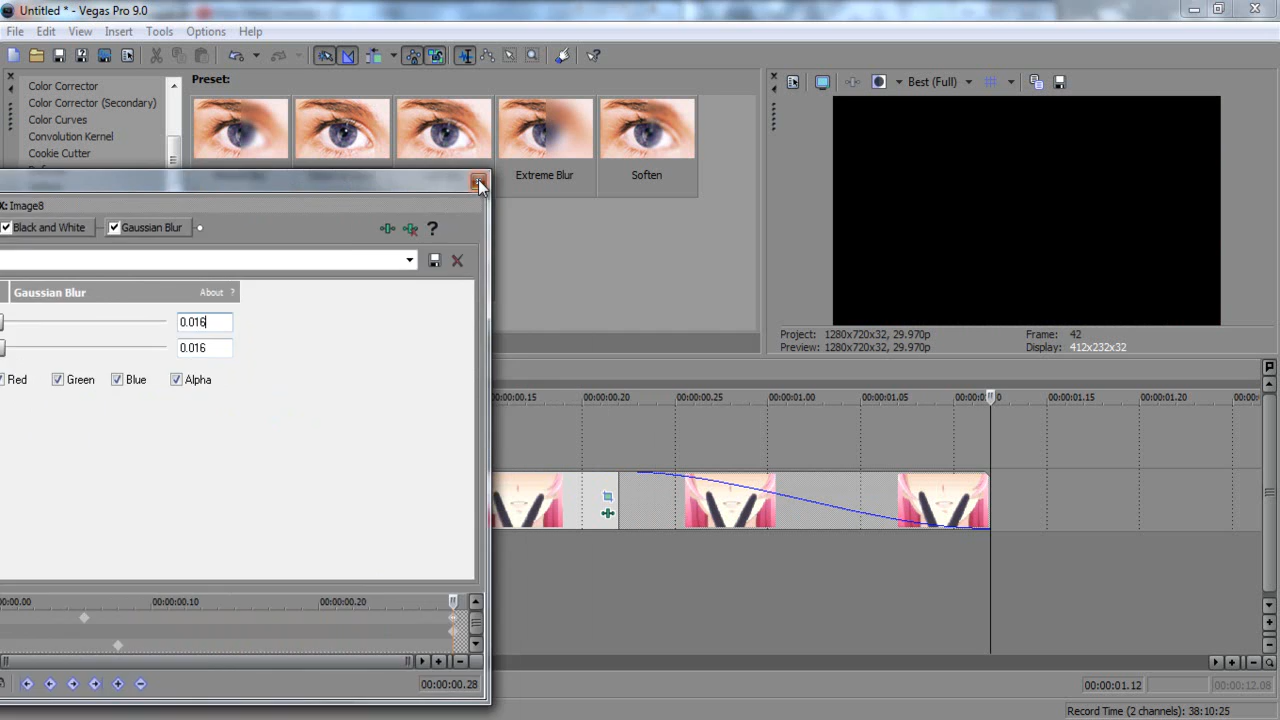 Untitled * - Vegas Pro 9.0
File Edit View Insert Tools Options Help
Color Corrector
Color Corrector (Secondary)
Color Curves
Convolution Kernel
Cookie Cutter
Preset:
Extreme Blur
Soften
Best (Full)
X: Image8
Black and White
Gaussian Blur
?
Gaussian Blur
About ?
0.016
0.016
Red
Green
Blue
Alpha
Project: 1280x720x32, 29.970p
Frame: 42
Preview: 1280x720x32, 29.970p
Display: 412x232x32
00:00:00.15 00:00:00.20 00:00:00.25 00:00:01.00 00:00:01.05 00:00:01.15 00:00:01.20
00:00:00.10 00:00:00.20
00:00:00.28
00:00:01.12
00:00:12.08
Record Time (2 channels): 38:10:25